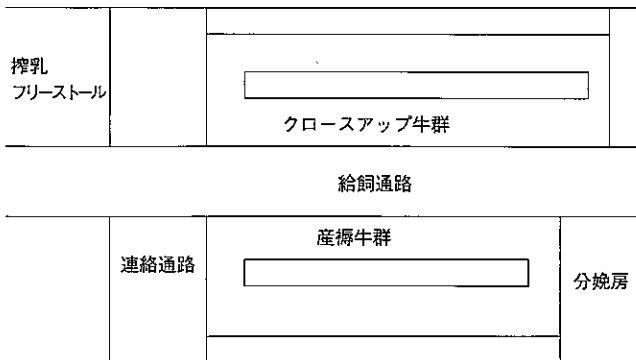 搾乳
フリーストール
クロースアップ牛群
給飼通路
産褥牛群
連絡通路
分娩房